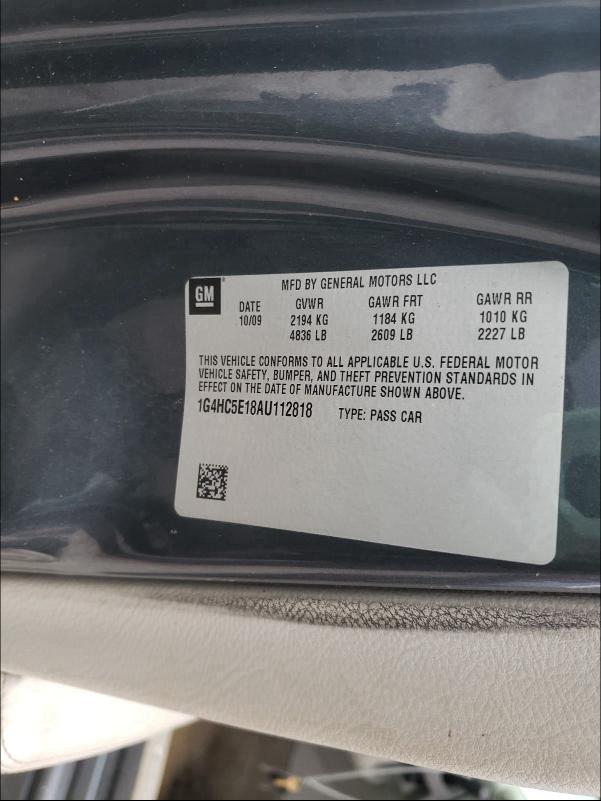 GM MFD BY GENERAL MOTORS LLC
DATE GVWR GAWR FRT GAWR RR
10/09 2194 KG 1184 KG 1010 KG
4836 LB 2609 LB 2227 LB
THIS VEHICLE CONFORMS TO ALL APPLICABLE U.S. FEDERAL MOTOR
VEHICLE SAFETY, BUMPER, AND THEFT PREVENTION STANDARDS IN
EFFECT ON THE DATE OF MANUFACTURE SHOWN ABOVE.
1G4HC5E18AU112818 TYPE: PASS CAR